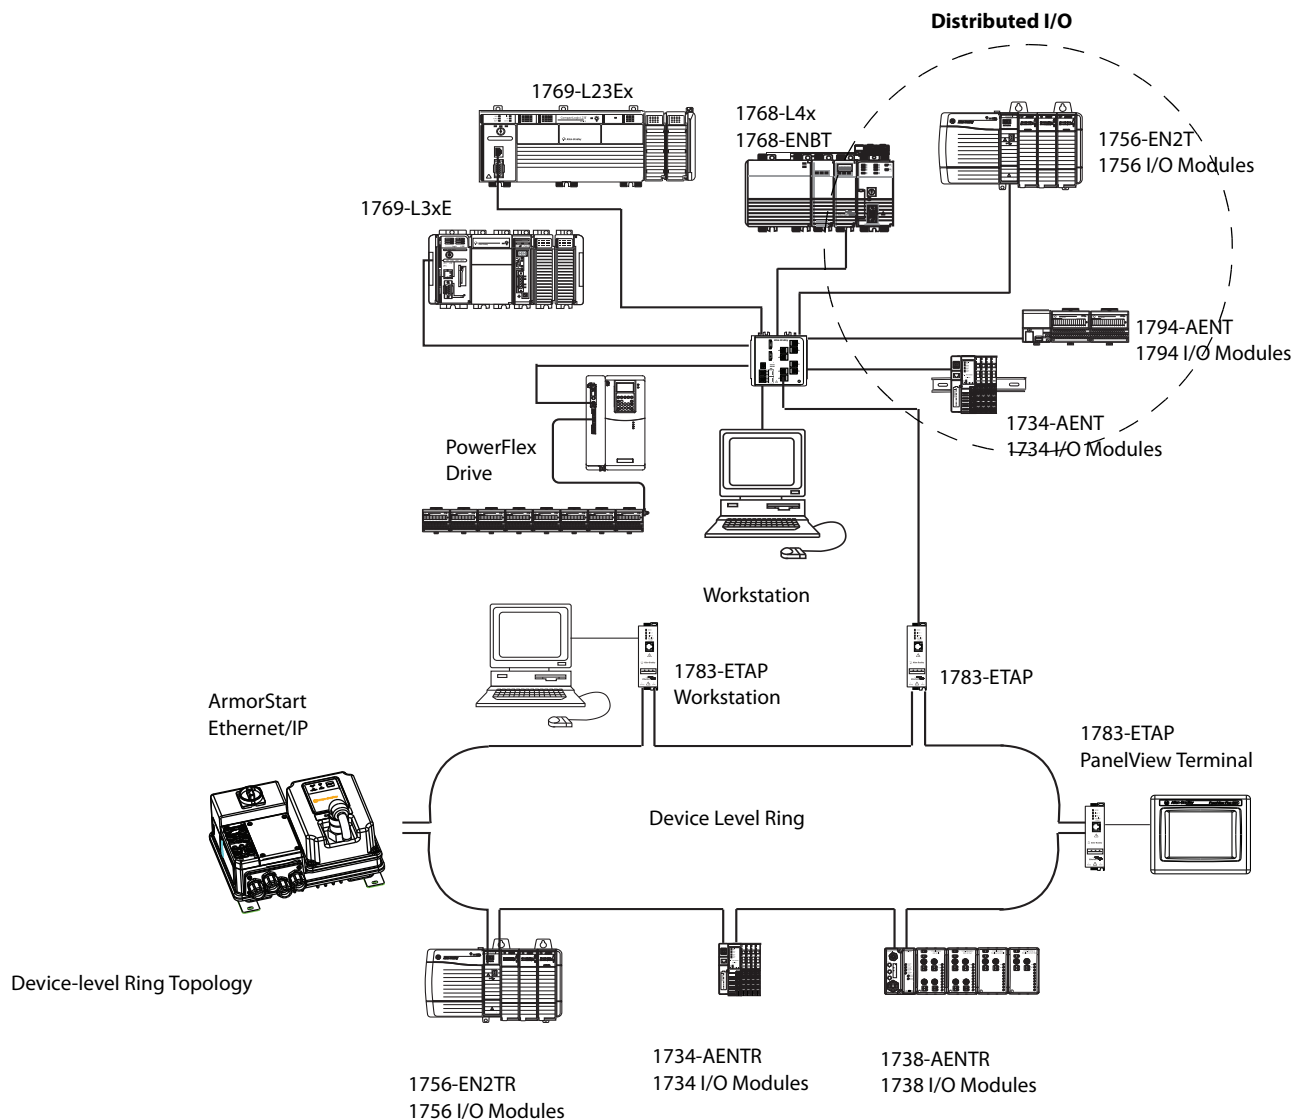 Distributed I/O
1769-L23Ex
1768-L4x
1768-ENBT
1756-EN2T
1756 I/O Modules
1769-L3xE
1794-AENT
1794 I/O Modules
1734-AENT
1734 I/O Modules
PowerFlex
Drive
Workstation
1783-ETAP
Workstation
1783-ETAP
ArmorStart
Ethernet/IP
1783-ETAP
PanelView Terminal
Device Level Ring
Device-level Ring Topology
1734-AENTR
1734 I/O Modules
1738-AENTR
1738 I/O Modules
1756-EN2TR
1756 I/O Modules